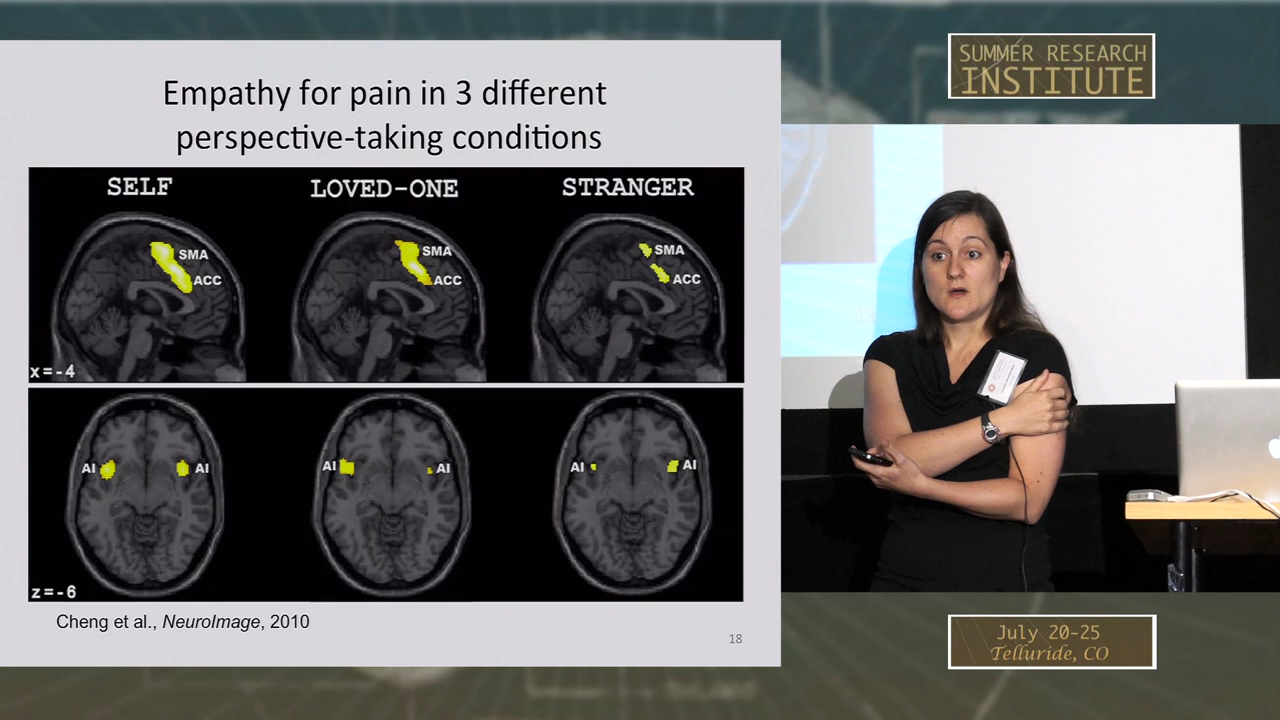 Empathy for pain in 3 different
perspective-taking conditions
SELF
LOVED-ONE
STRANGER
SMA
ACC
SMA
ACC
SMA
ACC
x=-4
AI
AI
AI
AI
AI
AI
z=-6
Cheng et al., NeuroImage, 2010
18
SUMMER RESEARCH
INSTITUTE
July 20-25
Telluride, CO